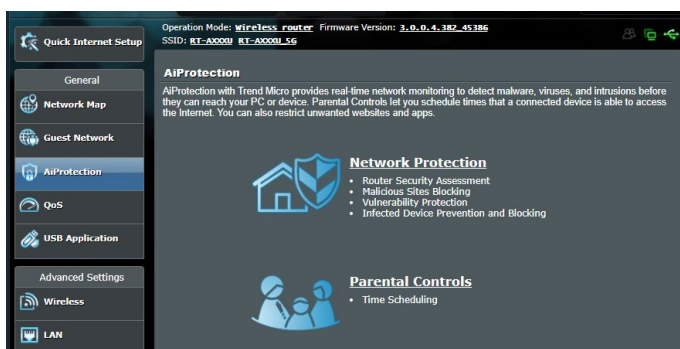 Quick Internet Setup
General
Network Map
Guest Network
AiProtection
QoS
USB Application
Advanced Settings
Wireless
LAN
Operation Mode: Wireless router Firmware Version: 3.0.0.4.382_45386
SSID: RT-AXXXU RT-AXXXU_5G
AiProtection
AiProtection with Trend Micro provides real-time network monitoring to detect malware, viruses, and intrusions before
they can reach your PC or device. Parental Controls let you schedule times that a connected device is able to access
the Internet. You can also restrict unwanted websites and apps.
Network Protection
• Router Security Assessment
• Malicious Sites Blocking
• Vulnerability Protection
• Infected Device Prevention and Blocking
Parental Controls
• Time Scheduling